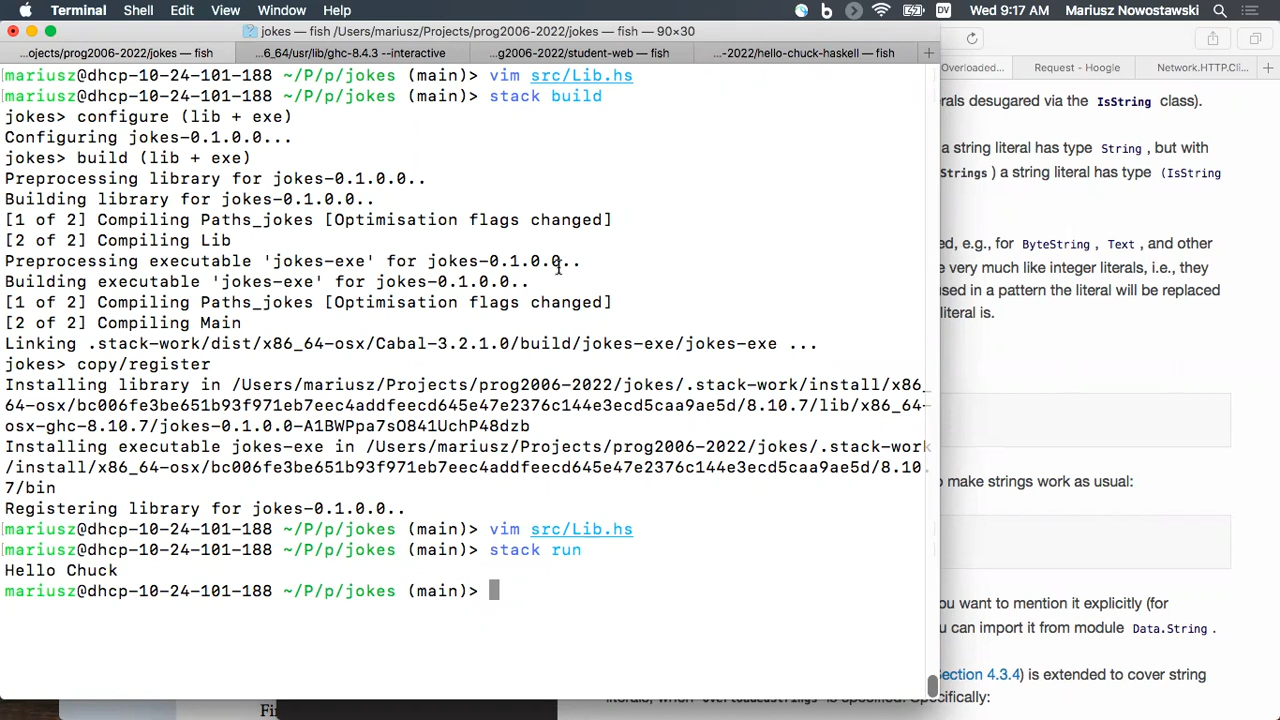 Terminal Shell Edit View Window Help DV Wed 9:17 AM Mariusz Nowostawski
jokes — fish /Users/mariusz/Projects/prog2006-2022/jokes — fish — 90×30
...ojects/prog2006-2022/jokes — fish ...6_64/usr/lib/ghc-8.4.3 --interactive ...g2006-2022/student-web — fish ...-2022/hello-chuck-haskell — fish +
Overloaded... Request - Hoogle Network.HTTP.Cli... +
mariusz@dhcp-10-24-101-188 ~/P/p/jokes (main)> vim src/Lib.hs
mariusz@dhcp-10-24-101-188 ~/P/p/jokes (main)> stack build
jokes> configure (lib + exe)
Configuring jokes-0.1.0.0...
jokes> build (lib + exe)
Preprocessing library for jokes-0.1.0.0..
Building library for jokes-0.1.0.0..
[1 of 2] Compiling Paths_jokes [Optimisation flags changed]
[2 of 2] Compiling Lib
Preprocessing executable 'jokes-exe' for jokes-0.1.0.0..
Building executable 'jokes-exe' for jokes-0.1.0.0..
[1 of 2] Compiling Paths_jokes [Optimisation flags changed]
[2 of 2] Compiling Main
Linking .stack-work/dist/x86_64-osx/Cabal-3.2.1.0/build/jokes-exe/jokes-exe ...
jokes> copy/register
Installing library in /Users/mariusz/Projects/prog2006-2022/jokes/.stack-work/install/x86_
64-osx/bc006fe3be651b93f971eb7eec4addfeecd645e47e2376c144e3ecd5caa9ae5d/8.10.7/lib/x86_64-
osx-ghc-8.10.7/jokes-0.1.0.0-A1BWPpa7sO841UchP48dzb
Installing executable jokes-exe in /Users/mariusz/Projects/prog2006-2022/jokes/.stack-work
/install/x86_64-osx/bc006fe3be651b93f971eb7eec4addfeecd645e47e2376c144e3ecd5caa9ae5d/8.10.
7/bin
Registering library for jokes-0.1.0.0..
mariusz@dhcp-10-24-101-188 ~/P/p/jokes (main)> vim src/Lib.hs
mariusz@dhcp-10-24-101-188 ~/P/p/jokes (main)> stack run
Hello Chuck
mariusz@dhcp-10-24-101-188 ~/P/p/jokes (main)>
rals desugared via the IsString class).
a string literal has type String, but with
Strings) a string literal has type (IsString
ed, e.g., for ByteString, Text, and other
e very much like integer literals, i.e., they
used in a pattern the literal will be replaced
literal is.
o make strings work as usual:
you want to mention it explicitly (for
u can import it from module Data.String.
ection 4.3.4) is extended to cover string
Specifically: